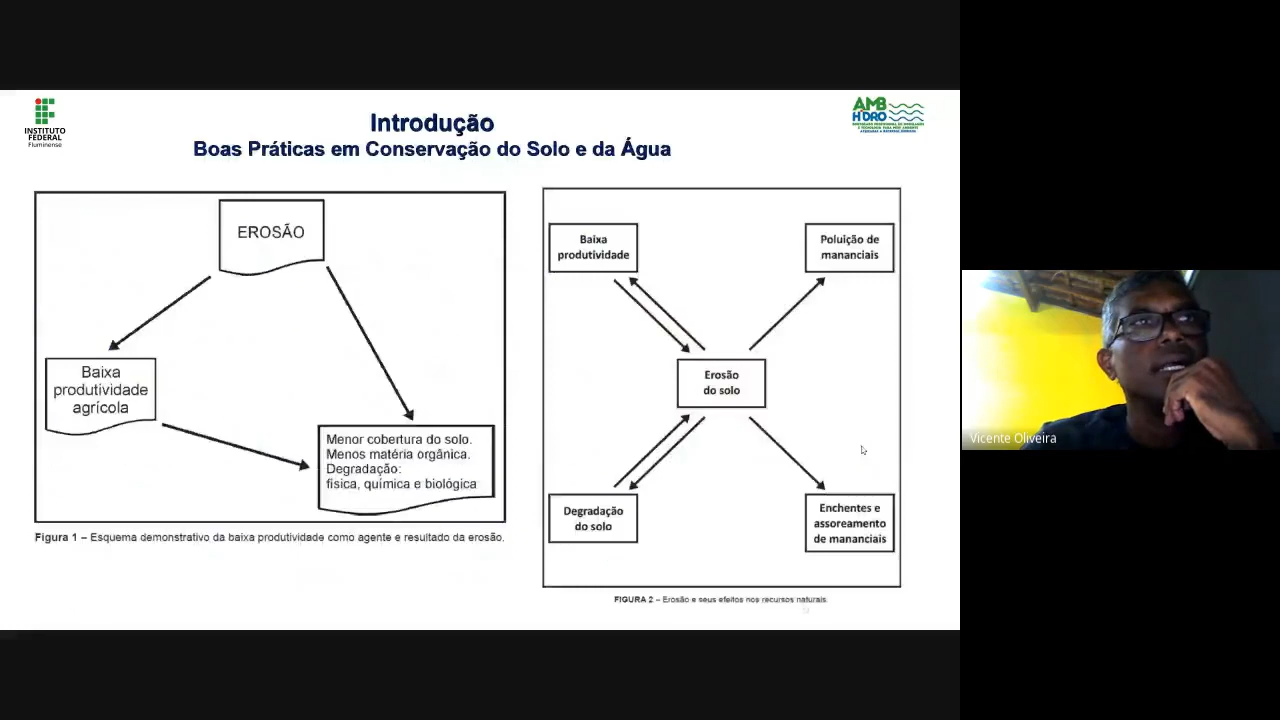 INSTITUTO
FEDERAL
Fluminense
Introdução
Boas Práticas em Conservação do Solo e da Água
AMB
HIDRO
EROSÃO
Baixa
produtividade
agrícola
Menor cobertura do solo.
Menos matéria orgânica.
Degradação:
física, química e biológica
Figura 1 – Esquema demonstrativo da baixa produtividade como agente e resultado da erosão.
Baixa
produtividade
Poluição de
mananciais
Erosão
do solo
Degradação
do solo
Enchentes e
assoreamento
de mananciais
FIGURA 2 – Erosão e seus efeitos nos recursos naturais
Vicente Oliveira